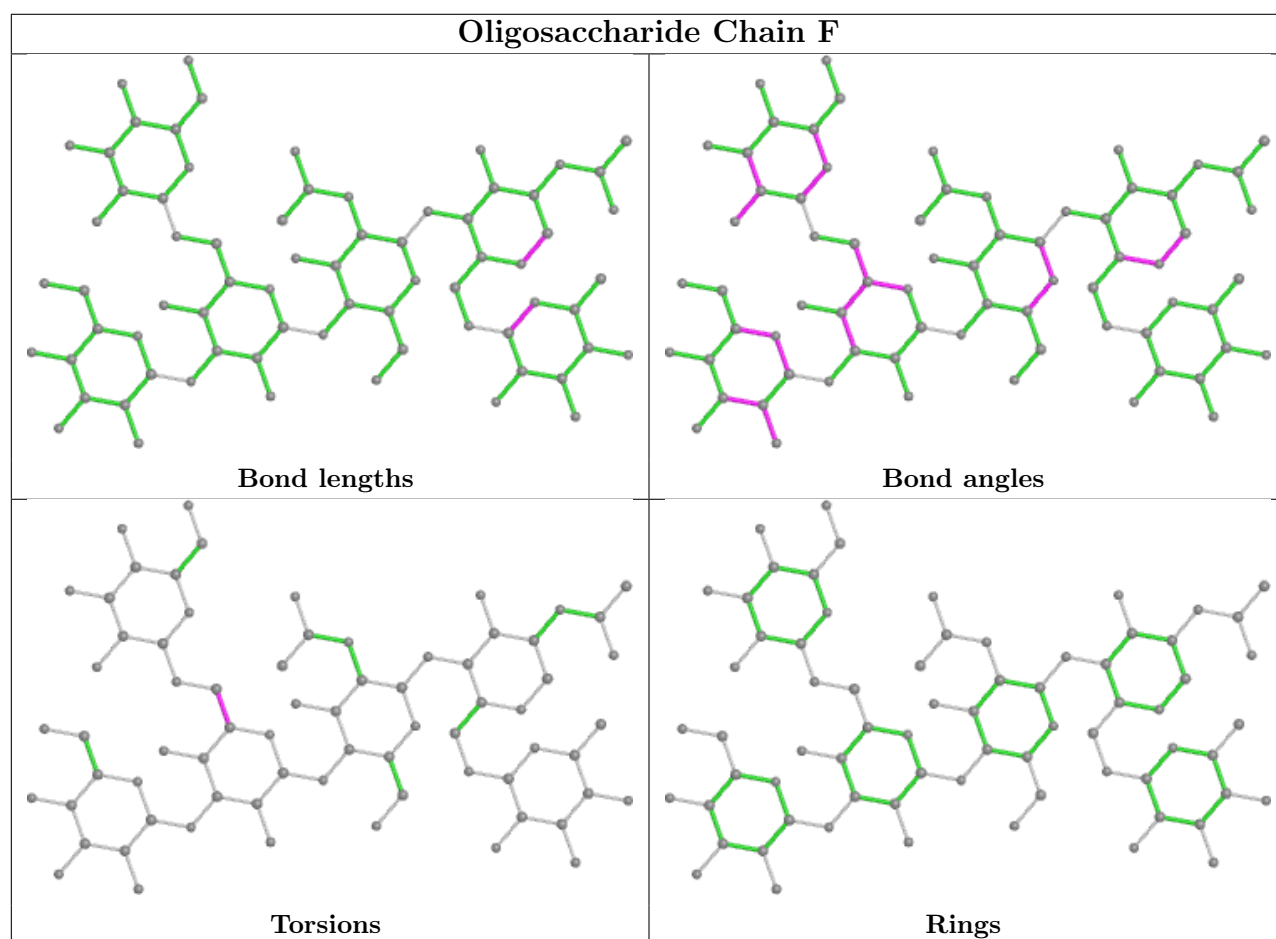 Oligosaccharide Chain F
Bond lengths
Bond angles
Torsions
Rings